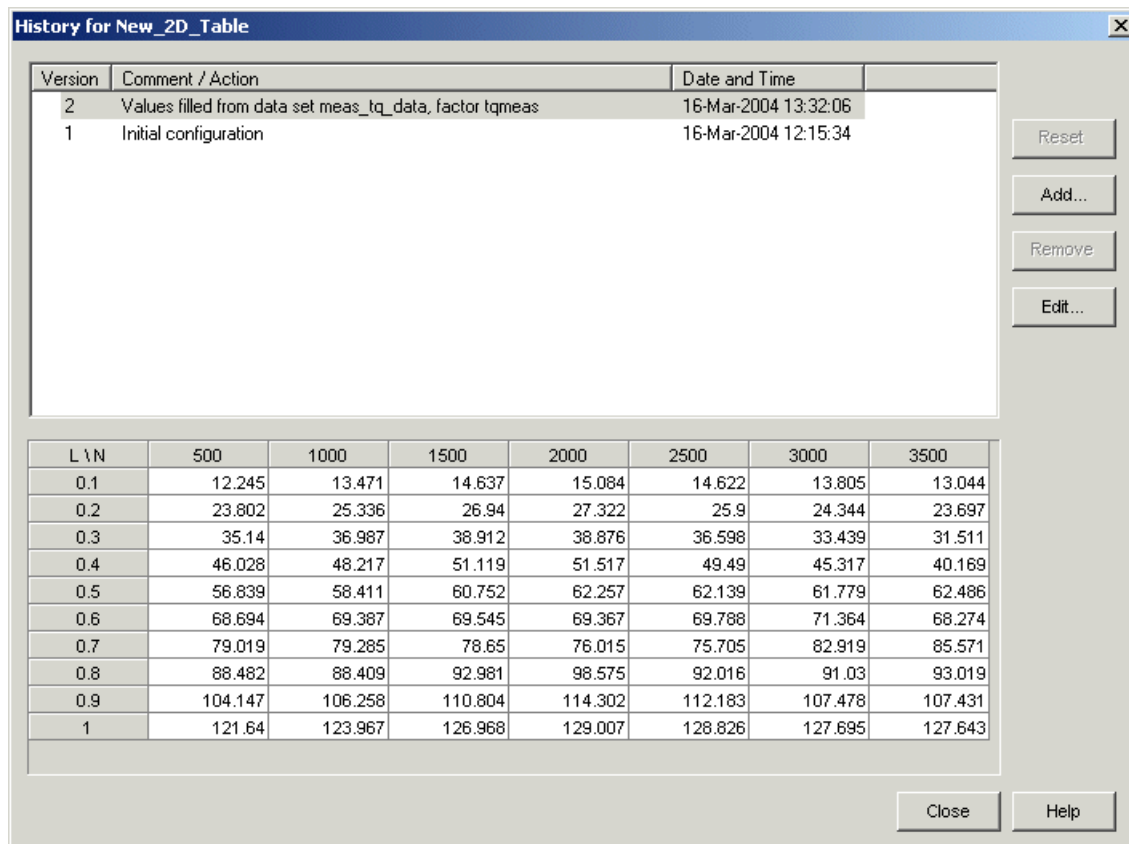 History for New_2D_Table
Version Comment / Action Date and Time
2 Values filled from data set meas_tq_data, factor tqmeas 16-Mar-2004 13:32:06
1 Initial configuration 16-Mar-2004 12:15:34
Reset
Add...
Remove
Edit...
L \ N 500 1000 1500 2000 2500 3000 3500
0.1 12.245 13.471 14.637 15.084 14.622 13.805 13.044
0.2 23.802 25.336 26.94 27.322 25.9 24.344 23.697
0.3 35.14 36.987 38.912 38.876 36.598 33.439 31.511
0.4 46.028 48.217 51.119 51.517 49.49 45.317 40.169
0.5 56.839 58.411 60.752 62.257 62.139 61.779 62.486
0.6 68.694 69.387 69.545 69.367 69.788 71.364 68.274
0.7 79.019 79.285 78.65 76.015 75.705 82.919 85.571
0.8 88.482 88.409 92.981 98.575 92.016 91.03 93.019
0.9 104.147 106.258 110.804 114.302 112.183 107.478 107.431
1 121.64 123.967 126.968 129.007 128.826 127.695 127.643
Close Help